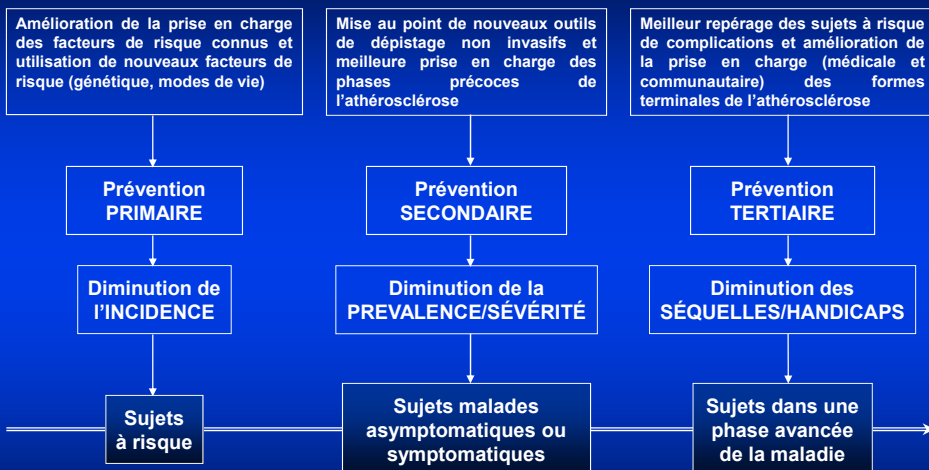 Amélioration de la prise en charge
des facteurs de risque connus et
utilisation de nouveaux facteurs de
risque (génétique, modes de vie)
Mise au point de nouveaux outils
de dépistage non invasifs et
meilleure prise en charge des
phases précoces de
l'athérosclérose
Meilleur repérage des sujets à risque
de complications et amélioration de
la prise en charge (médicale et
communautaire) des formes
terminales de l'athérosclérose
Prévention
PRIMAIRE
Prévention
SECONDAIRE
Prévention
TERTIAIRE
Diminution de
l'INCIDENCE
Diminution de la
PREVALENCE/SÉVÉRITÉ
Diminution des
SÉQUELLES/HANDICAPS
Sujets
à risque
Sujets malades
asymptomatiques ou
symptomatiques
Sujets dans une
phase avancée
de la maladie